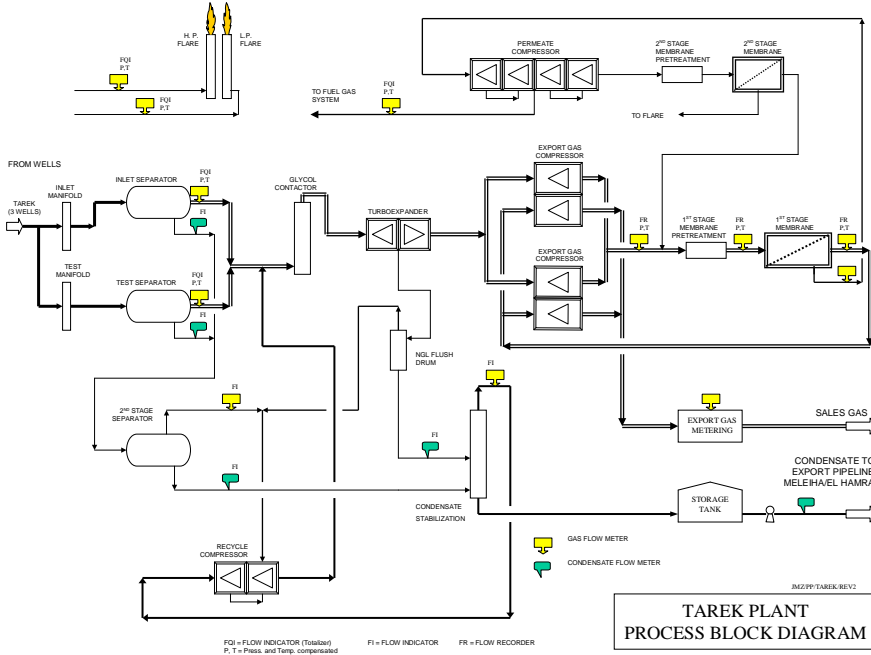 H. P.
FLARE
L.P.
FLARE
FQI
P,T
FQI
P,T
TO FUEL GAS
SYSTEM
FQI
P,T
PERMEATE
COMPRESSOR
2ND STAGE
MEMBRANE
PRETREATMENT
2ND STAGE
MEMBRANE
TO FLARE
FROM WELLS
TAREK
(3 WELLS)
INLET
MANIFOLD
INLET SEPARATOR
FQI
P,T
FI
GLYCOL
CONTACTOR
TURBOEXPANDER
EXPORT GAS
COMPRESSOR
FR
P,T
1ST STAGE
MEMBRANE
PRETREATMENT
FR
P,T
1ST STAGE
MEMBRANE
FR
P,T
TEST
MANIFOLD
TEST SEPARATOR
FQI
P,T
FI
EXPORT GAS
COMPRESSOR
NGL FLUSH
DRUM
FI
2ND STAGE
SEPARATOR
FI
FI
FI
EXPORT GAS
METERING
SALES GAS
CONDENSATE TO
EXPORT PIPELINE
MELEIHA/EL HAMRA
CONDENSATE
STABILIZATION
STORAGE
TANK
RECYCLE
COMPRESSOR
GAS FLOW METER
CONDENSATE FLOW METER
JMZ/PP/TAREK/REV2
TAREK PLANT
PROCESS BLOCK DIAGRAM
FQI = FLOW INDICATOR (Totalizer)
P, T = Press. and Temp. compensated
FI = FLOW INDICATOR
FR = FLOW RECORDER